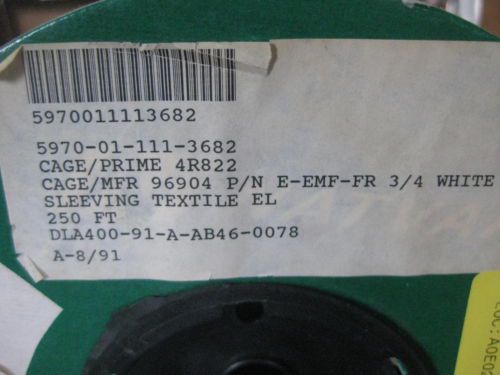 5970011113682
5970-01-111-3682
CAGE/PRIME 4R822
CAGE/MFR 96904 P/N E-EMF-FR 3/4 WHITE
SLEEVING TEXTILE EL
250 FT
DLA400-91-A-AB46-0078
A-8/91